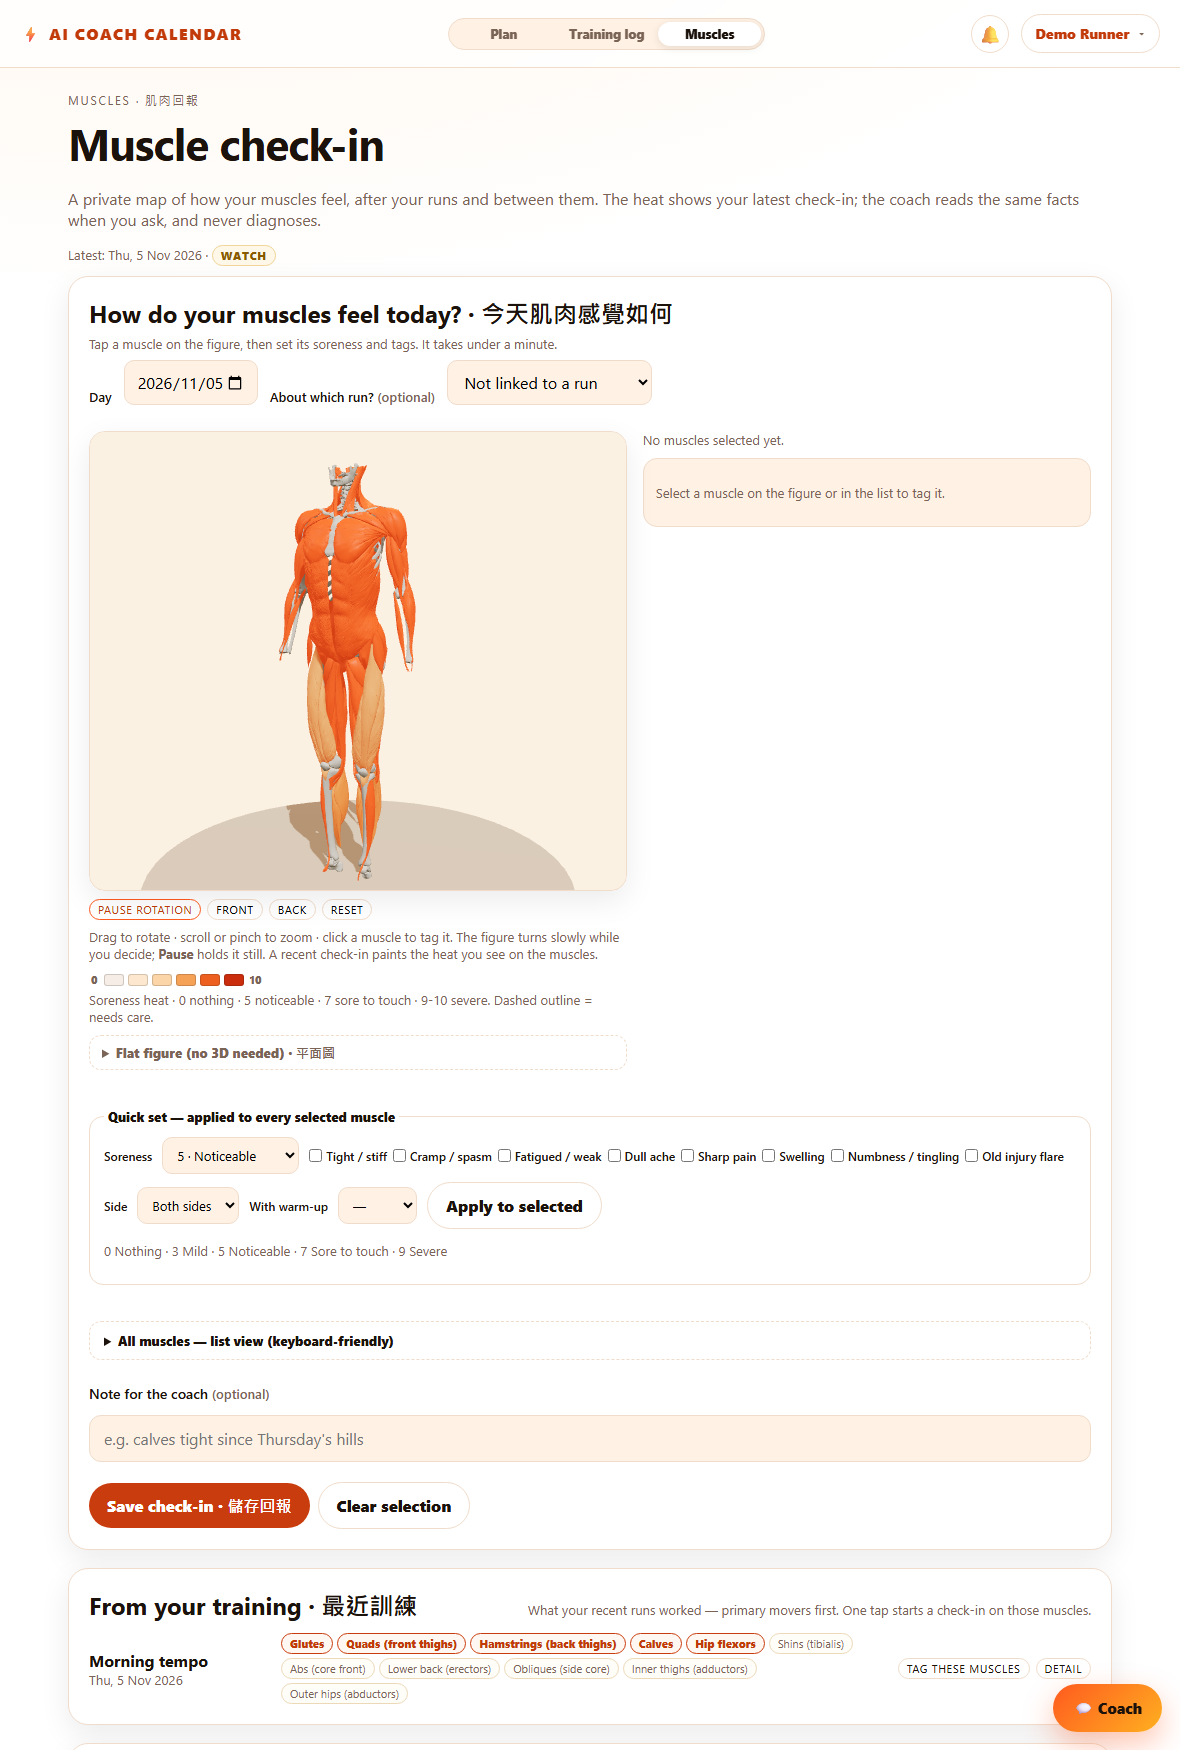 AI COACH CALENDAR
Plan
Training log
Muscles
Demo Runner
MUSCLES · 肌肉回報
Muscle check-in
A private map of how your muscles feel, after your runs and between them. The heat shows your latest check-in; the coach reads the same facts
when you ask, and never diagnoses.
Latest: Thu, 5 Nov 2026 · WATCH
How do your muscles feel today? · 今天肌肉感覺如何
Tap a muscle on the figure, then set its soreness and tags. It takes under a minute.
Day 2026/11/05 About which run? (optional) Not linked to a run
No muscles selected yet.
Select a muscle on the figure or in the list to tag it.
PAUSE ROTATION FRONT BACK RESET
Drag to rotate · scroll or pinch to zoom · click a muscle to tag it. The figure turns slowly while
you decide; Pause holds it still. A recent check-in paints the heat you see on the muscles.
0 10
Soreness heat · 0 nothing · 5 noticeable · 7 sore to touch · 9-10 severe. Dashed outline =
needs care.
Flat figure (no 3D needed) · 平面圖
Quick set — applied to every selected muscle
Soreness 5 · Noticeable Tight / stiff Cramp / spasm Fatigued / weak Dull ache Sharp pain Swelling Numbness / tingling Old injury flare
Side Both sides With warm-up — Apply to selected
0 Nothing · 3 Mild · 5 Noticeable · 7 Sore to touch · 9 Severe
All muscles — list view (keyboard-friendly)
Note for the coach (optional)
e.g. calves tight since Thursday's hills
Save check-in · 儲存回報 Clear selection
From your training · 最近訓練
What your recent runs worked — primary movers first. One tap starts a check-in on those muscles.
Morning tempo
Thu, 5 Nov 2026
Glutes Quads (front thighs) Hamstrings (back thighs) Calves Hip flexors Shins (tibialis)
Abs (core front) Lower back (erectors) Obliques (side core) Inner thighs (adductors)
Outer hips (abductors)
TAG THESE MUSCLES DETAIL
Coach